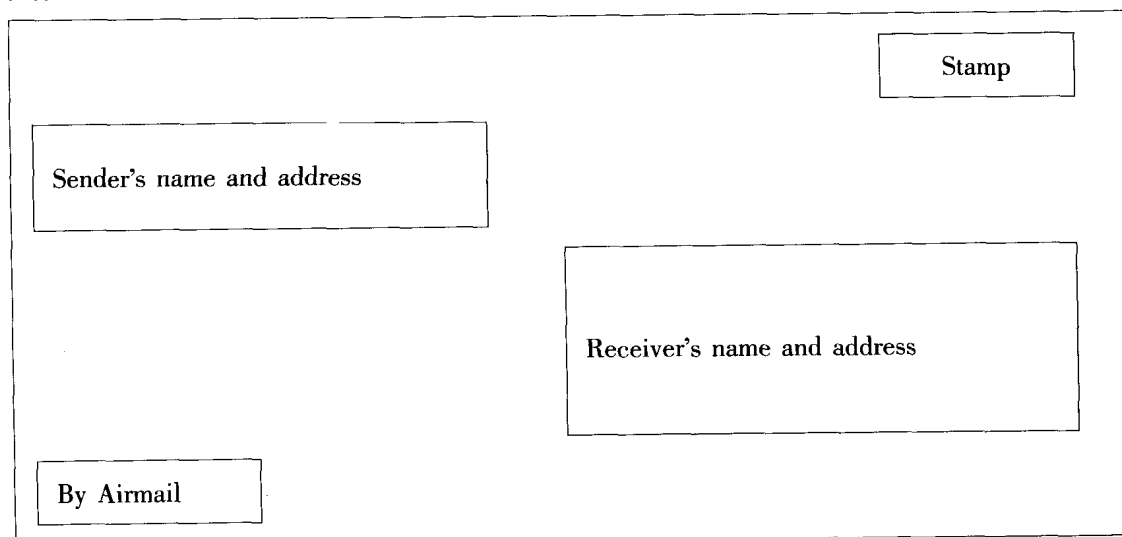 Stamp
Sender's name and address
Receiver's name and address
By Airmail